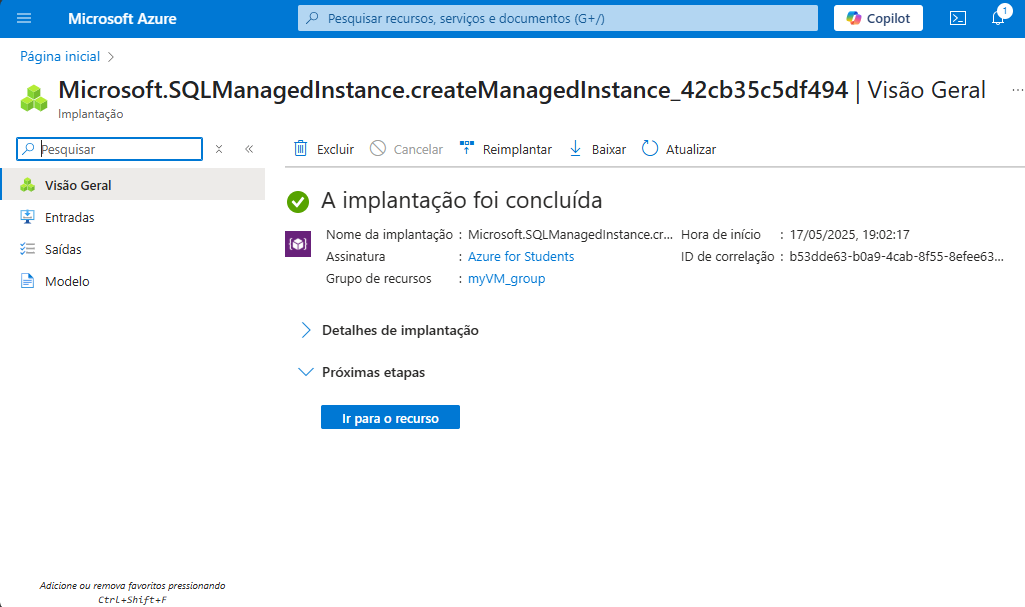 Microsoft Azure
Pesquisar recursos, serviços e documentos (G+/)
Copilot
1
Página inicial
Microsoft.SQLManagedInstance.createManagedInstance_42cb35c5df494 | Visão Geral
Implantação
Pesquisar
Excluir
Cancelar
Reimplantar
Baixar
Atualizar
Visão Geral
Entradas
Saídas
Modelo
A implantação foi concluída
Nome da implantação : Microsoft.SQLManagedInstance.cr...
Hora de início : 17/05/2025, 19:02:17
Assinatura : Azure for Students
ID de correlação : b53dde63-b0a9-4cab-8f55-8efee63...
Grupo de recursos : myVM_group
Detalhes de implantação
Próximas etapas
Ir para o recurso
Adicione ou remova favoritos pressionando
Ctrl+Shift+F